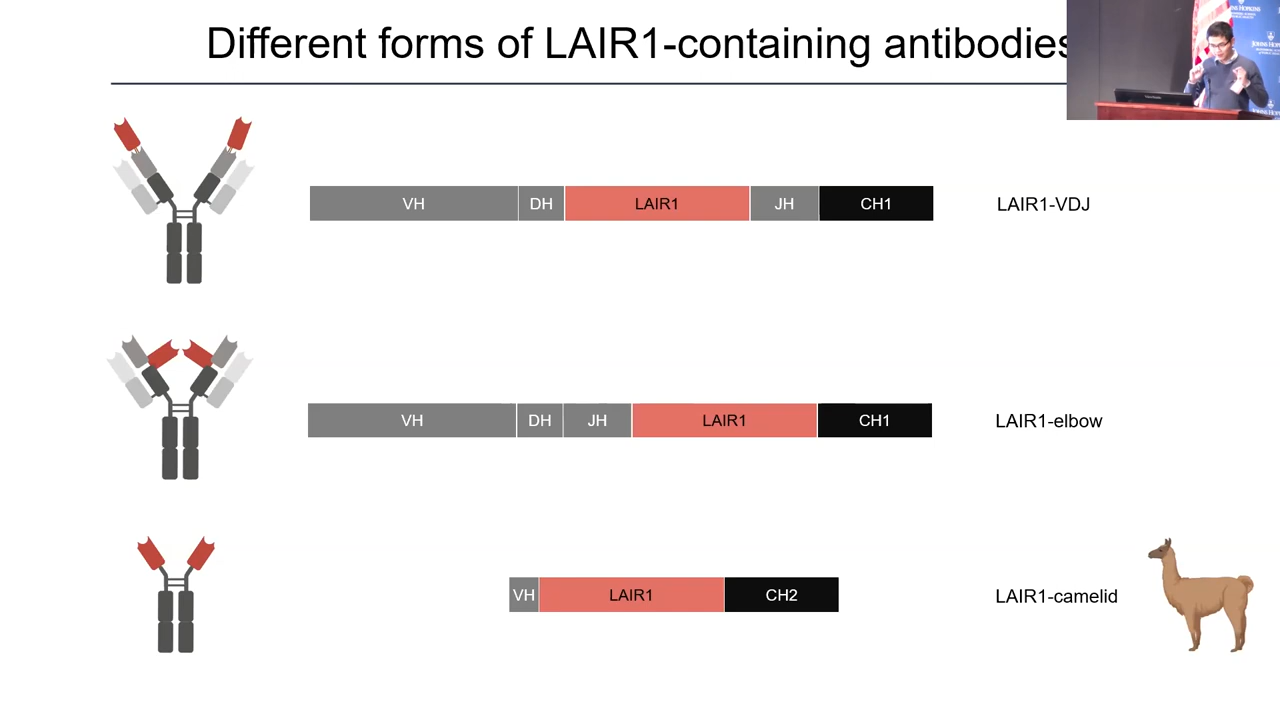 Different forms of LAIR1-containing antibodies
VH DH LAIR1 JH CH1 LAIR1-VDJ
VH DH JH LAIR1 CH1 LAIR1-elbow
VH LAIR1 CH2 LAIR1-camelid